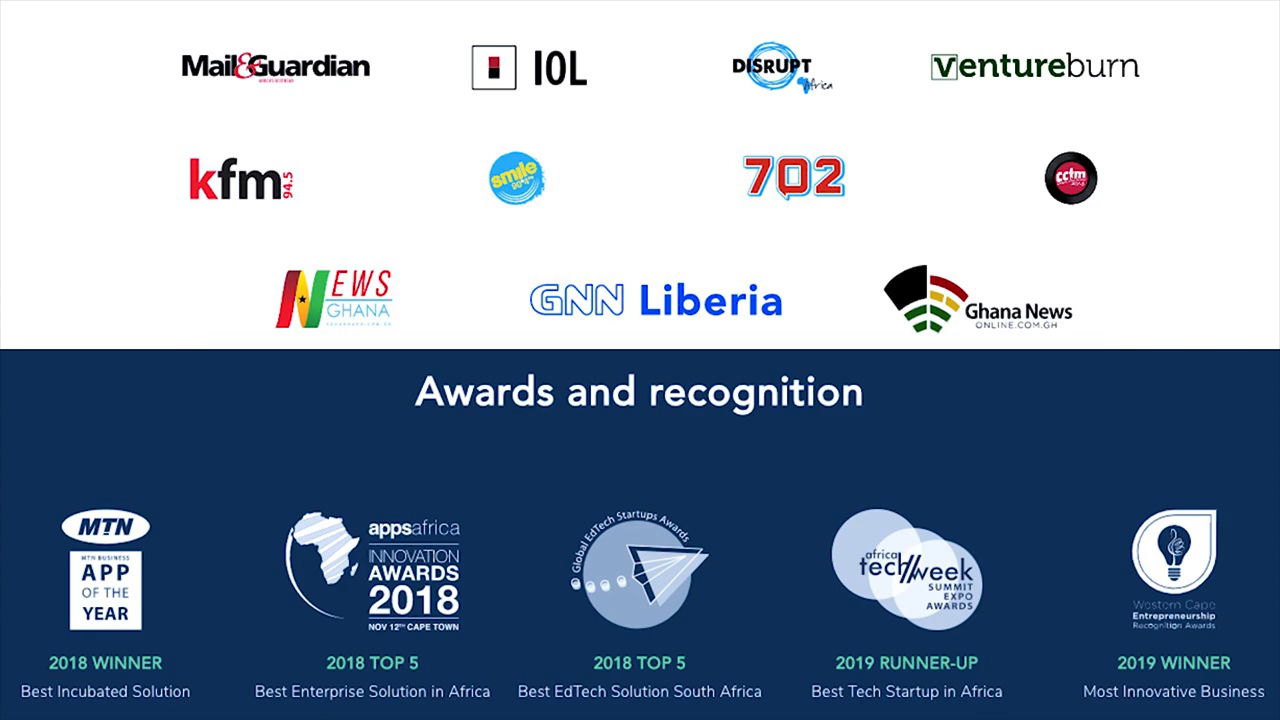 Mail&Guardian
IOL
DISRUPT
Africa
ventureburn
kfm 94.5
smile
702
cctm
NEWS
GHANA
GNN Liberia
Ghana News
ONLINE.COM.GH
Awards and recognition
MTN
MTN BUSINESS
APP
OF THE
YEAR
2018 WINNER
Best Incubated Solution
appsafrica
INNOVATION
AWARDS
2018
NOV 12TH CAPE TOWN
2018 TOP 5
Best Enterprise Solution in Africa
Global EdTech Startups Awards
2018 TOP 5
Best EdTech Solution South Africa
africa
tech//week
SUMMIT
EXPO
AWARDS
2019 RUNNER-UP
Best Tech Startup in Africa
Western Cape
Entrepreneurship
Recognition Awards
2019 WINNER
Most Innovative Business